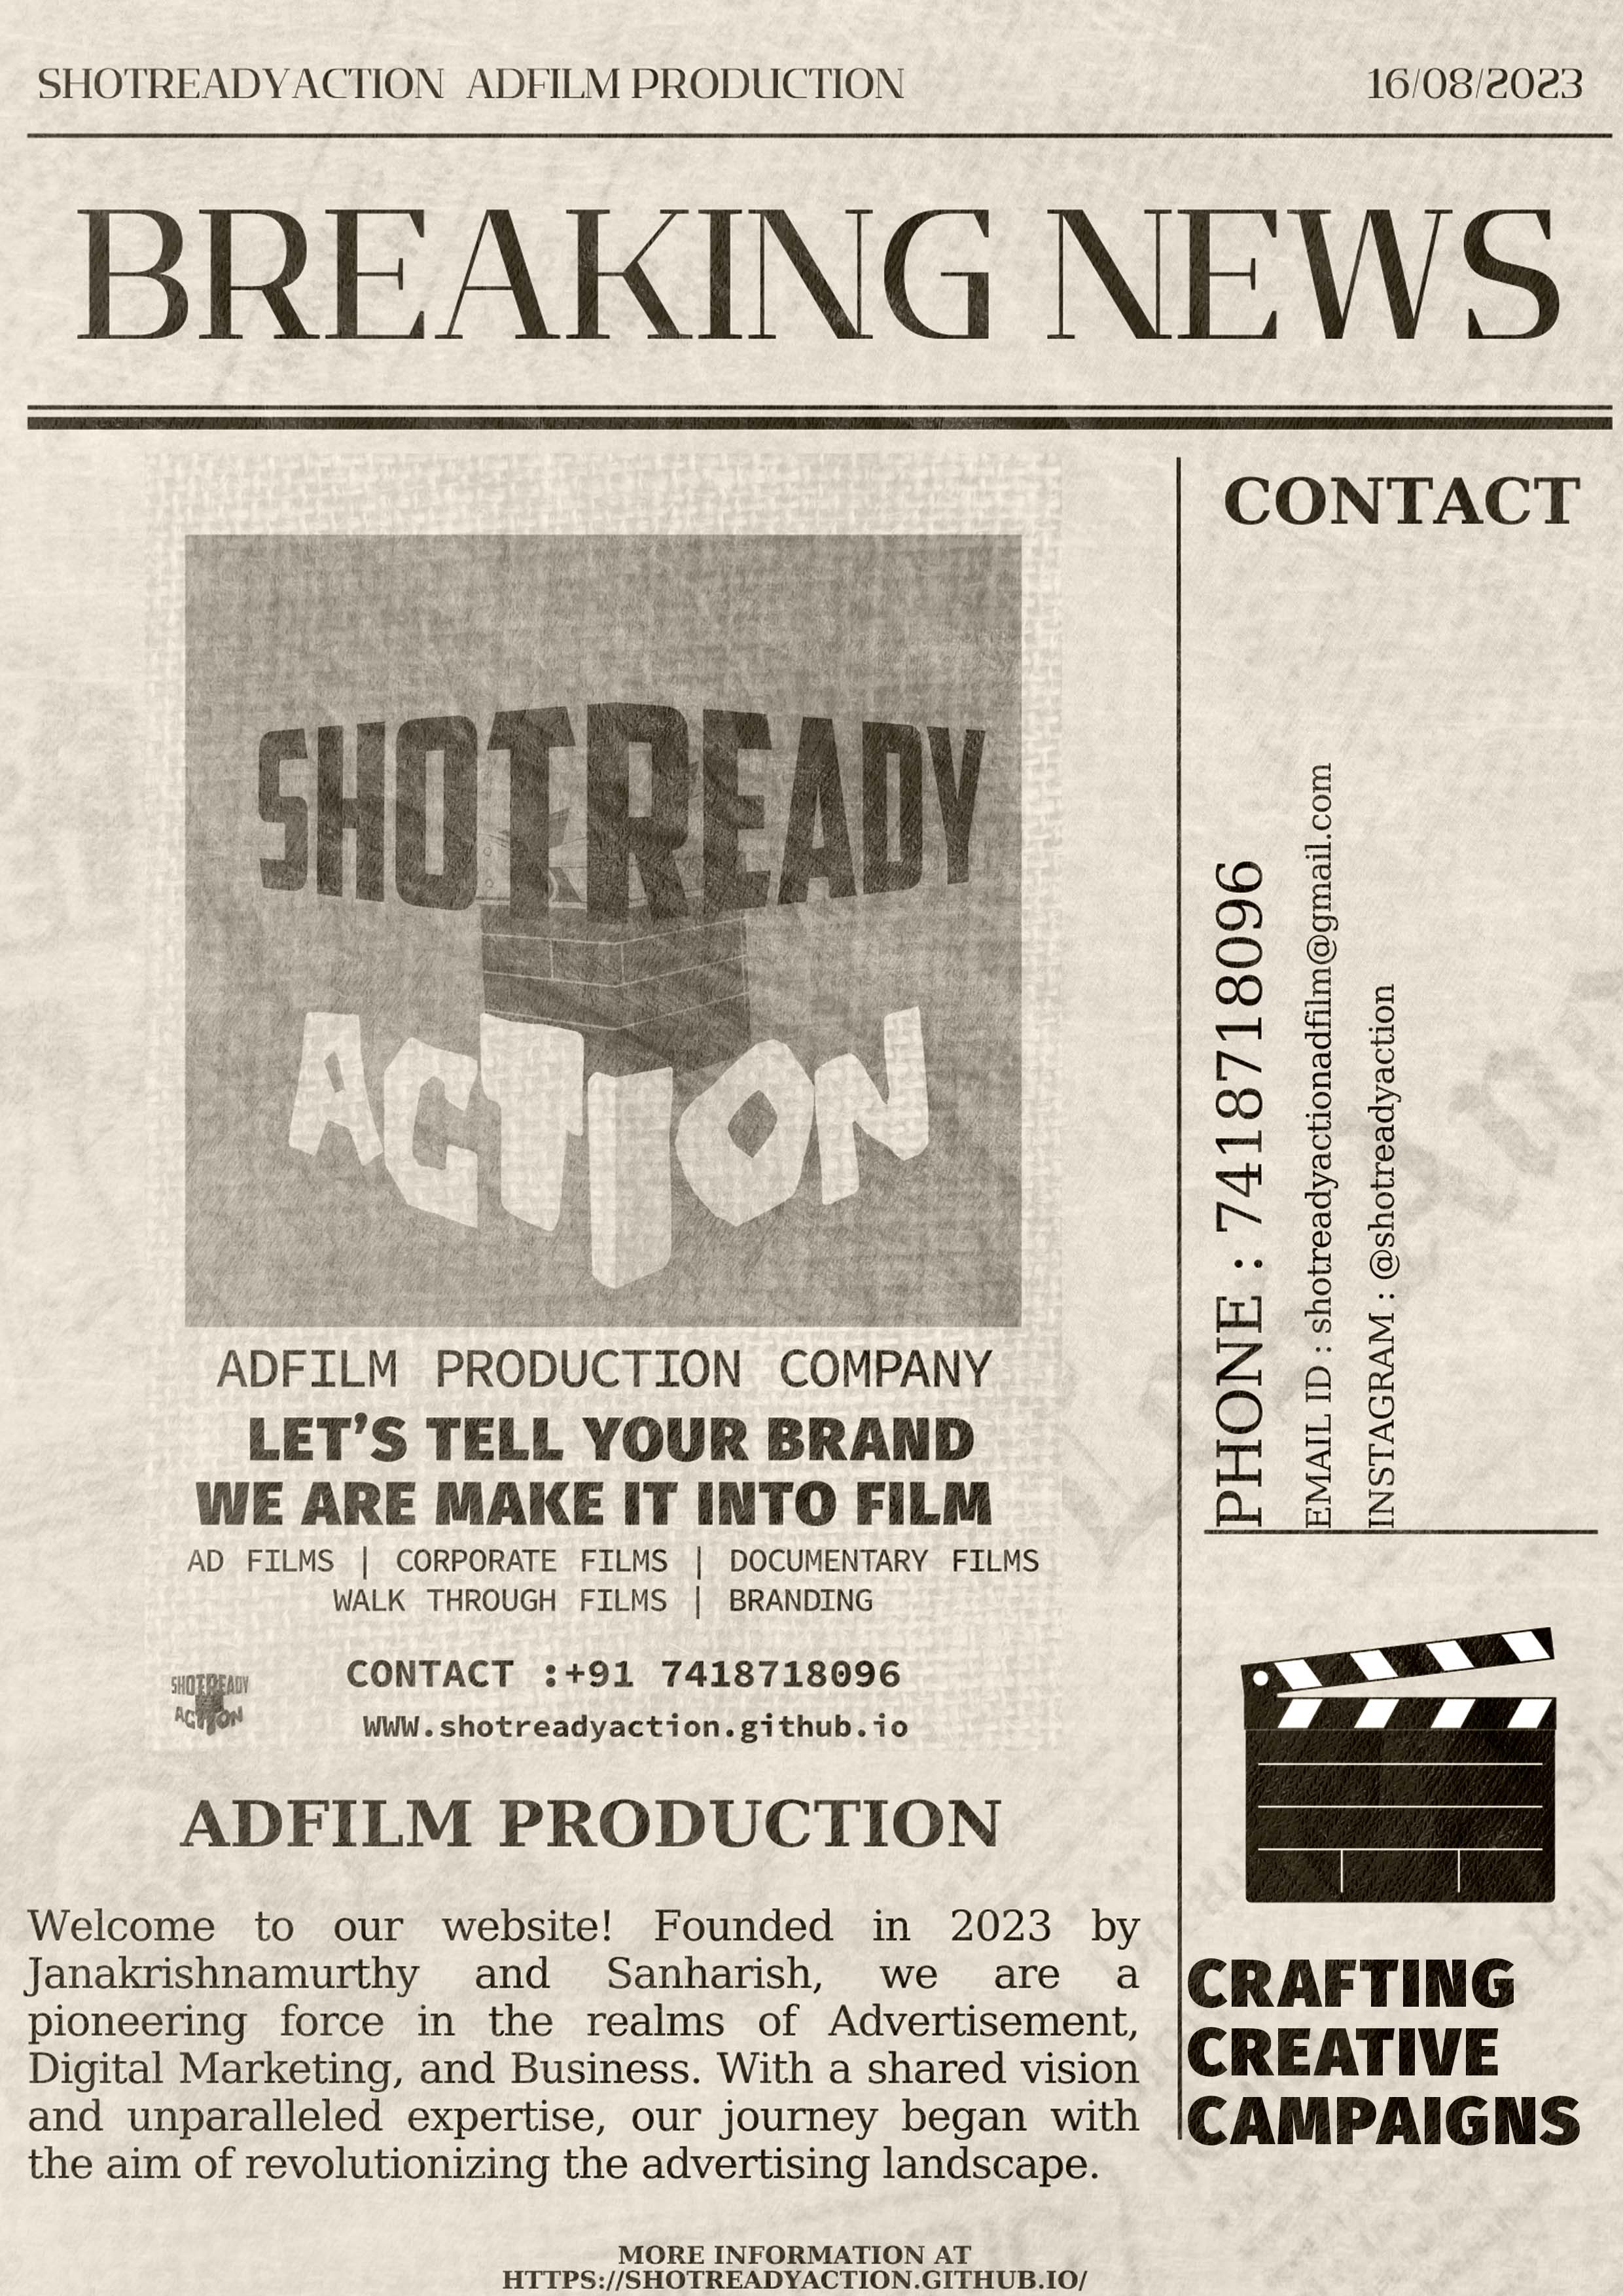 SHOTREADYACTION ADFILM PRODUCTION
16/08/2023
BREAKING NEWS
SHOTREADY
ACTION
ADFILM PRODUCTION COMPANY
LET’S TELL YOUR BRAND
WE ARE MAKE IT INTO FILM
AD FILMS | CORPORATE FILMS | DOCUMENTARY FILMS
WALK THROUGH FILMS | BRANDING
SHOTREADY
ACTION
CONTACT :+91 7418718096
WWW.shotreadyaction.github.io
ADFILM PRODUCTION
Welcome to our website! Founded in 2023 by
Janakrishnamurthy and Sanharish, we are a
pioneering force in the realms of Advertisement,
Digital Marketing, and Business. With a shared vision
and unparalleled expertise, our journey began with
the aim of revolutionizing the advertising landscape.
CONTACT
PHONE : 7418718096
EMAIL ID : shotreadyactionadfilm@gmail.com
INSTAGRAM : @shotreadyaction
CRAFTING
CREATIVE
CAMPAIGNS
MORE INFORMATION AT
HTTPS://SHOTREADYACTION.GITHUB.IO/